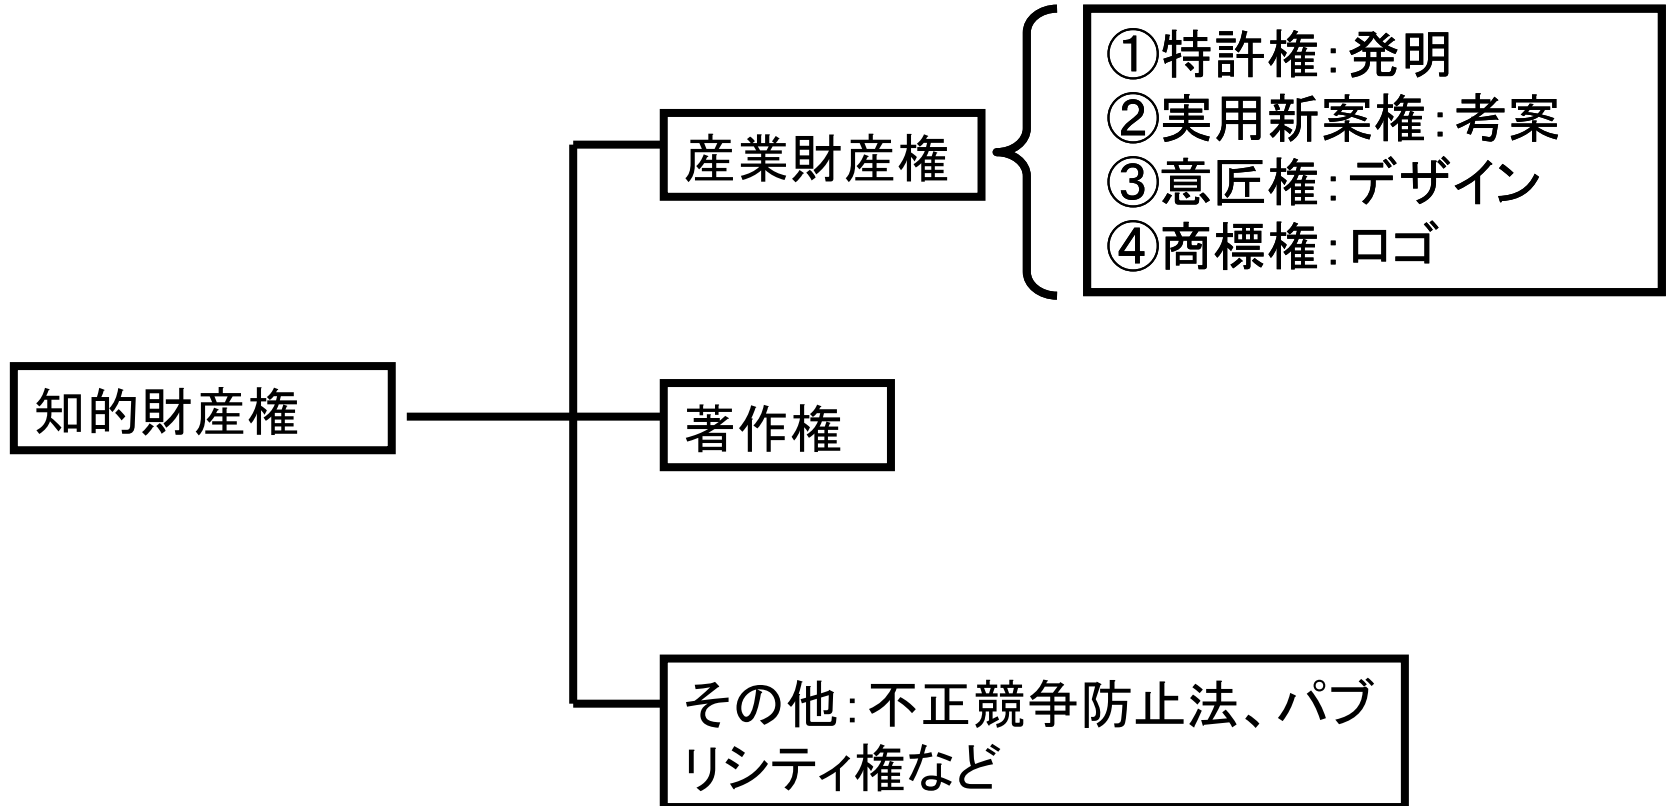 ①特許権：発明
②実用新案権：考案
③意匠権：デザイン
④商標権：ロゴ
産業財産権
知的財産権
著作権
その他：不正競争防止法、パブ
リシティ権など